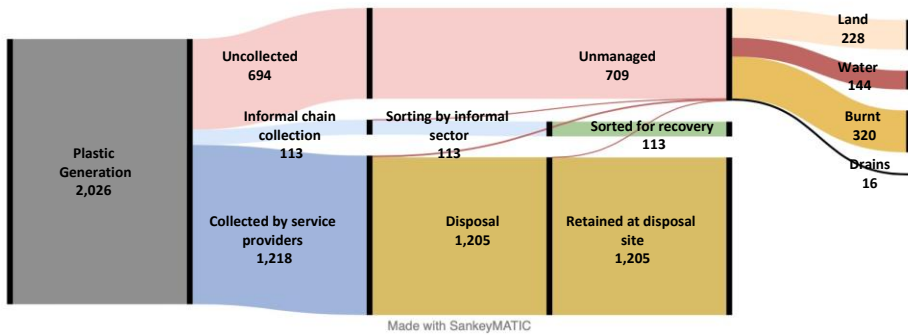 Uncollected
694
Unmanaged
709
Land
228
Water
144
Burnt
320
Drains
16
Informal chain
collection
113
Sorting by informal
sector
113
Sorted for recovery
113
Plastic
Generation
2,026
Collected by service
providers
1,218
Disposal
1,205
Retained at disposal
site
1,205
Made with SankeyMATIC